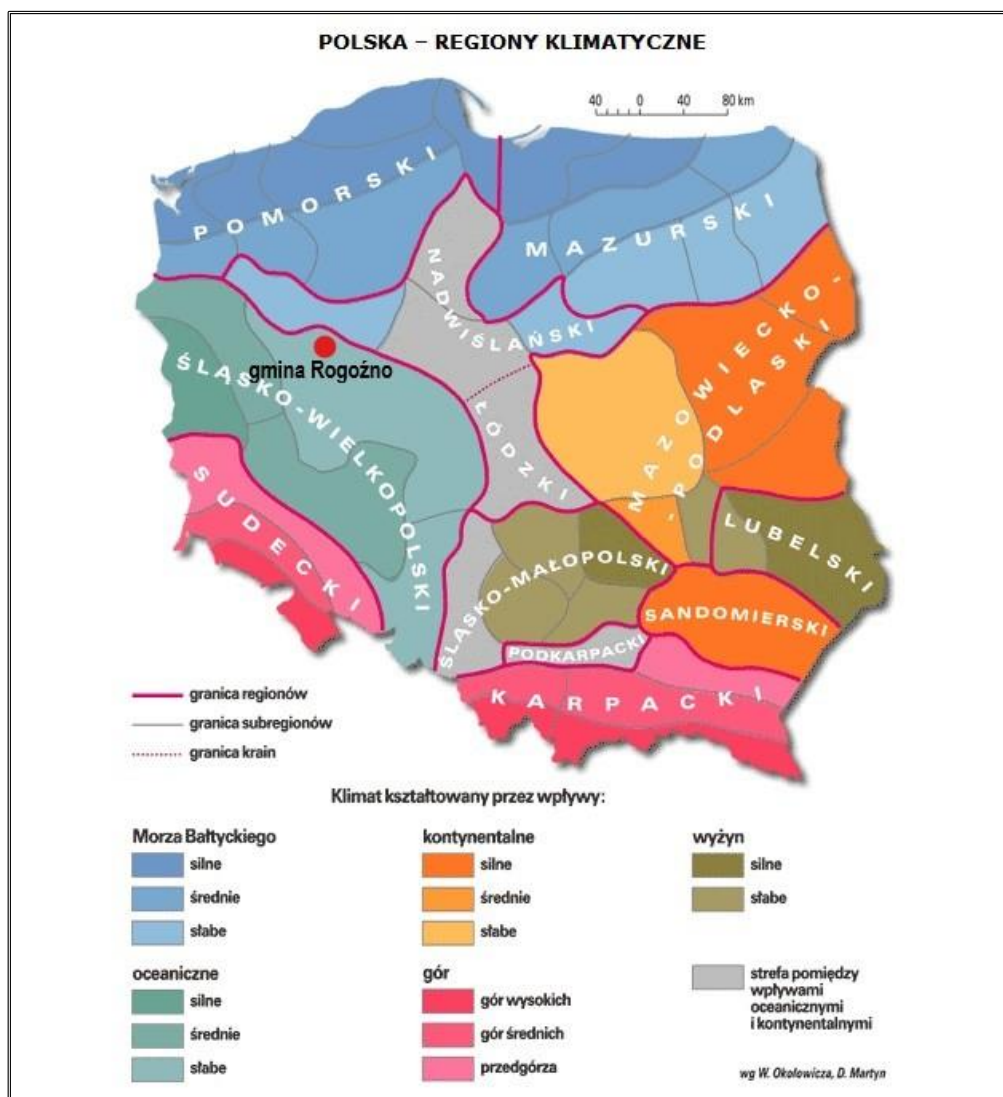 POLSKA – REGIONY KLIMATYCZNE
40 0 40 80 km
POMORSKI
MAZURSKI
NADWIŚLAŃSKI
MAZOWIECKO-
-PODLASKI
gmina Rogoźno
ŚLĄSKO-WIELKOPOLSKI
ŁÓDZKI
SUDECKI
LUBELSKI
ŚLĄSKO-MAŁOPOLSKI
SANDOMIERSKI
PODKARPACKI
KARPACKI
granica regionów
granica subregionów
granica krain
Klimat kształtowany przez wpływy:
Morza Bałtyckiego
silne
średnie
słabe
oceaniczne
silne
średnie
słabe
kontynentalne
silne
średnie
słabe
gór
gór wysokich
gór średnich
przedgórza
wyżyn
silne
słabe
strefa pomiędzy
wpływami
oceanicznymi
i kontynentalnymi
wg W. Okołowicza, D. Martyn